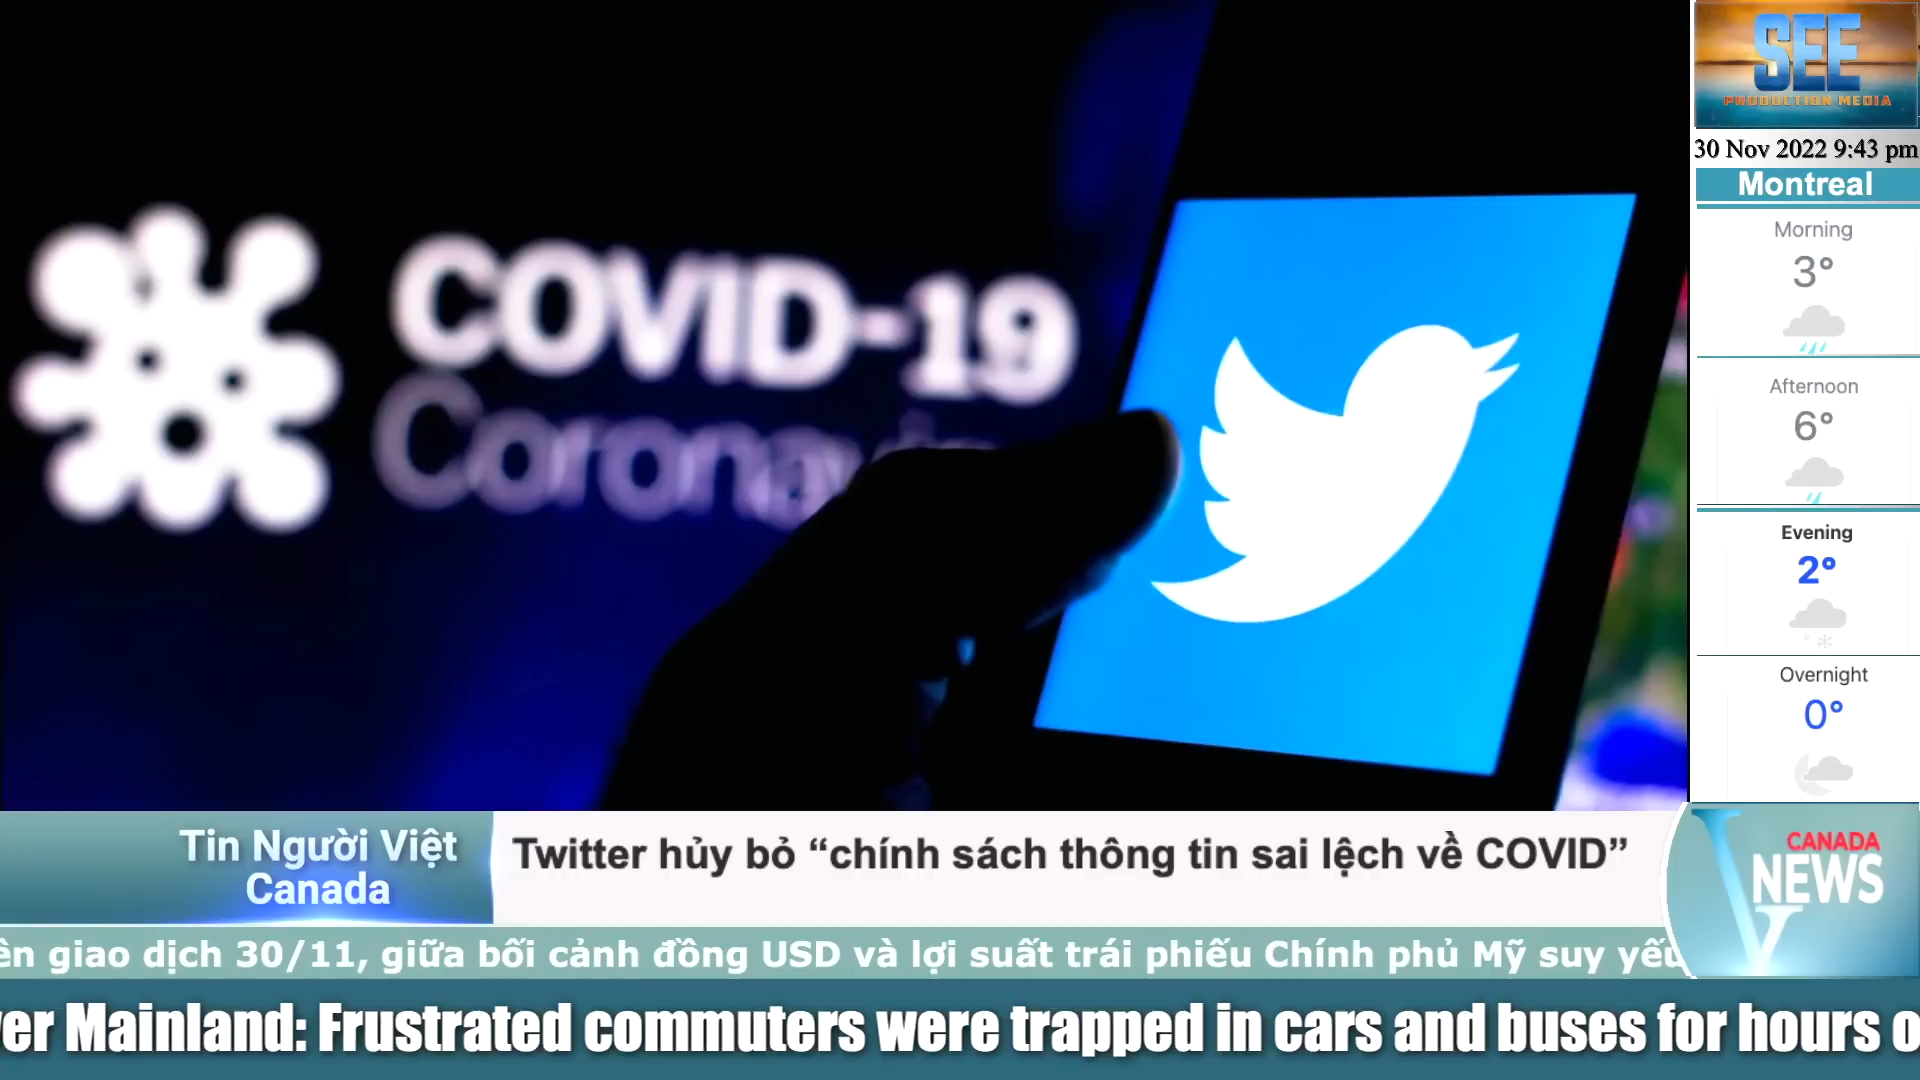 COVID-19
SEE
PRODUCTION MEDIA
30 Nov 2022 9:43 pm
Montreal
Morning
3°
Afternoon
6°
Evening
2°
Overnight
0°
Tin Người Việt
Canada
Twitter hủy bỏ “chính sách thông tin sai lệch về COVID”
CANADA
V NEWS
giao dịch 30/11, giữa bối cảnh đồng USD và lợi suất trái phiếu Chính phủ Mỹ suy yếu
Mainland: Frustrated commuters were trapped in cars and buses for hours